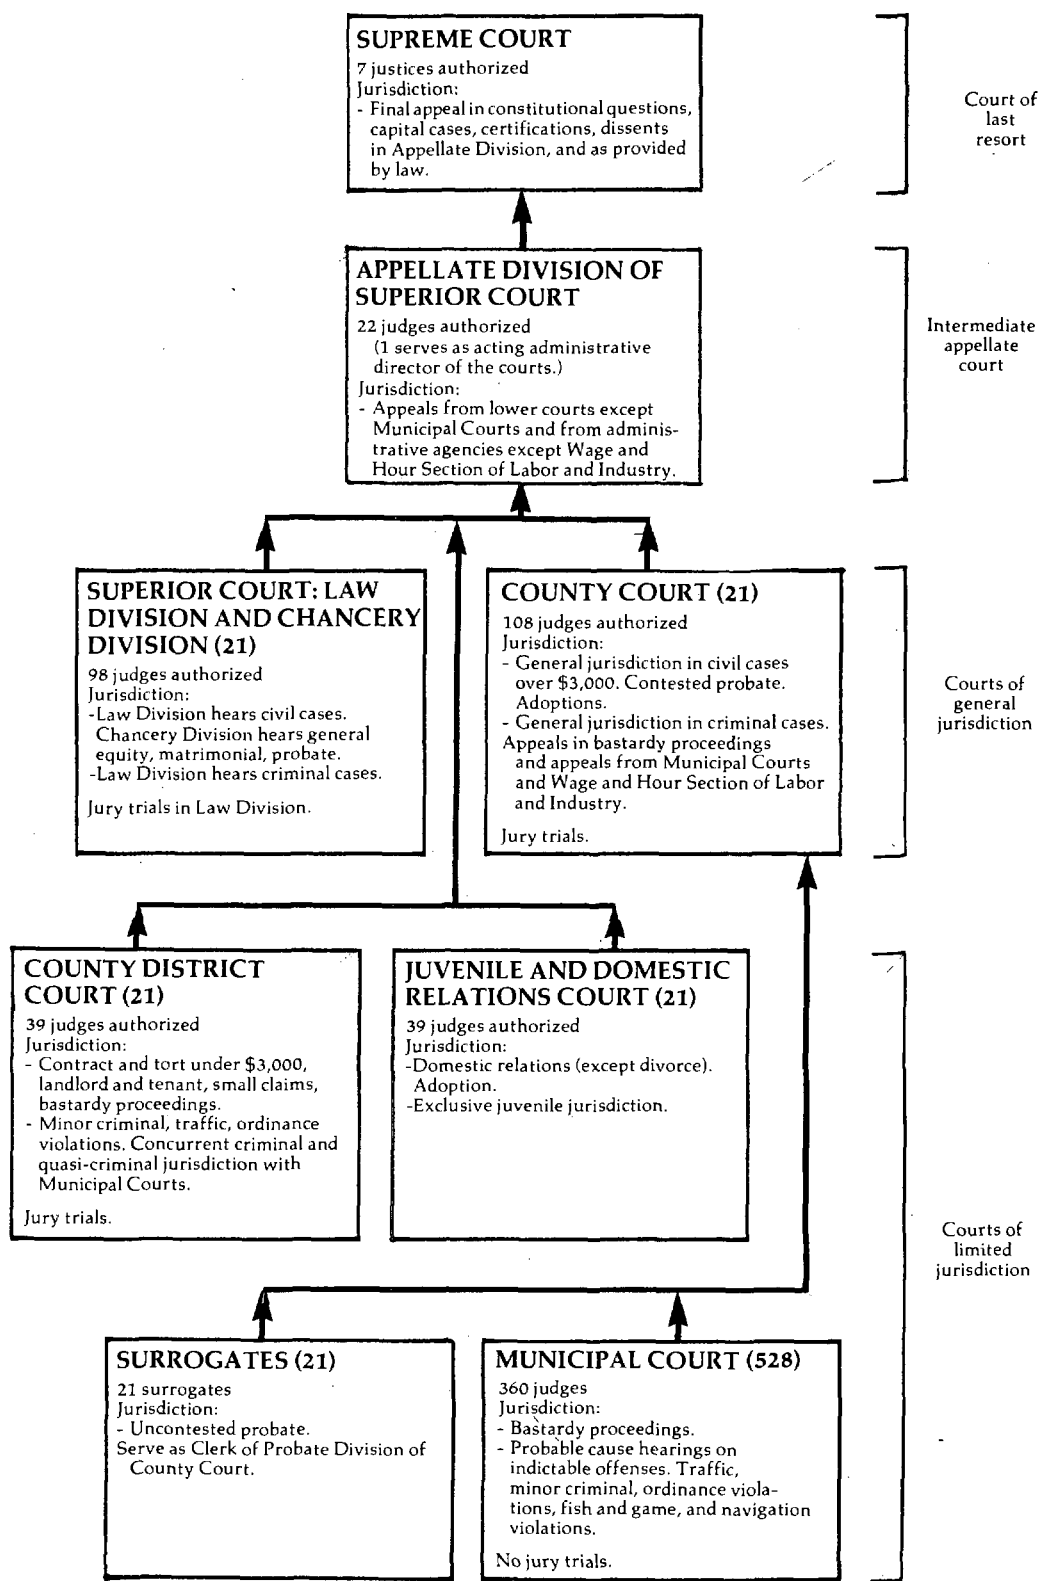 SUPREME COURT
7 justices authorized
Jurisdiction:
- Final appeal in constitutional questions,
capital cases, certifications, dissents
in Appellate Division, and as provided
by law.
Court of
last
resort
APPELLATE DIVISION OF
SUPERIOR COURT
22 judges authorized
(1 serves as acting administrative
director of the courts.)
Jurisdiction:
- Appeals from lower courts except
Municipal Courts and from adminis-
trative agencies except Wage and
Hour Section of Labor and Industry.
Intermediate
appellate
court
SUPERIOR COURT: LAW
DIVISION AND CHANCERY
DIVISION (21)
98 judges authorized
Jurisdiction:
-Law Division hears civil cases.
Chancery Division hears general
equity, matrimonial, probate.
-Law Division hears criminal cases.
Jury trials in Law Division.
COUNTY COURT (21)
108 judges authorized
Jurisdiction:
- General jurisdiction in civil cases
over $3,000. Contested probate.
Adoptions.
- General jurisdiction in criminal cases.
Appeals in bastardy proceedings
and appeals from Municipal Courts
and Wage and Hour Section of Labor
and Industry.
Jury trials.
Courts of
general
jurisdiction
COUNTY DISTRICT
COURT (21)
39 judges authorized
Jurisdiction:
- Contract and tort under $3,000,
landlord and tenant, small claims,
bastardy proceedings.
- Minor criminal, traffic, ordinance
violations. Concurrent criminal and
quasi-criminal jurisdiction with
Municipal Courts.
Jury trials.
JUVENILE AND DOMESTIC
RELATIONS COURT (21)
39 judges authorized
Jurisdiction:
-Domestic relations (except divorce).
Adoption.
-Exclusive juvenile jurisdiction.
Courts of
limited
jurisdiction
SURROGATES (21)
21 surrogates
Jurisdiction:
- Uncontested probate.
Serve as Clerk of Probate Division of
County Court.
MUNICIPAL COURT (528)
360 judges
Jurisdiction:
- Bastardy proceedings.
- Probable cause hearings on
indictable offenses. Traffic,
minor criminal, ordinance viola-
tions, fish and game, and navigation
violations.
No jury trials.